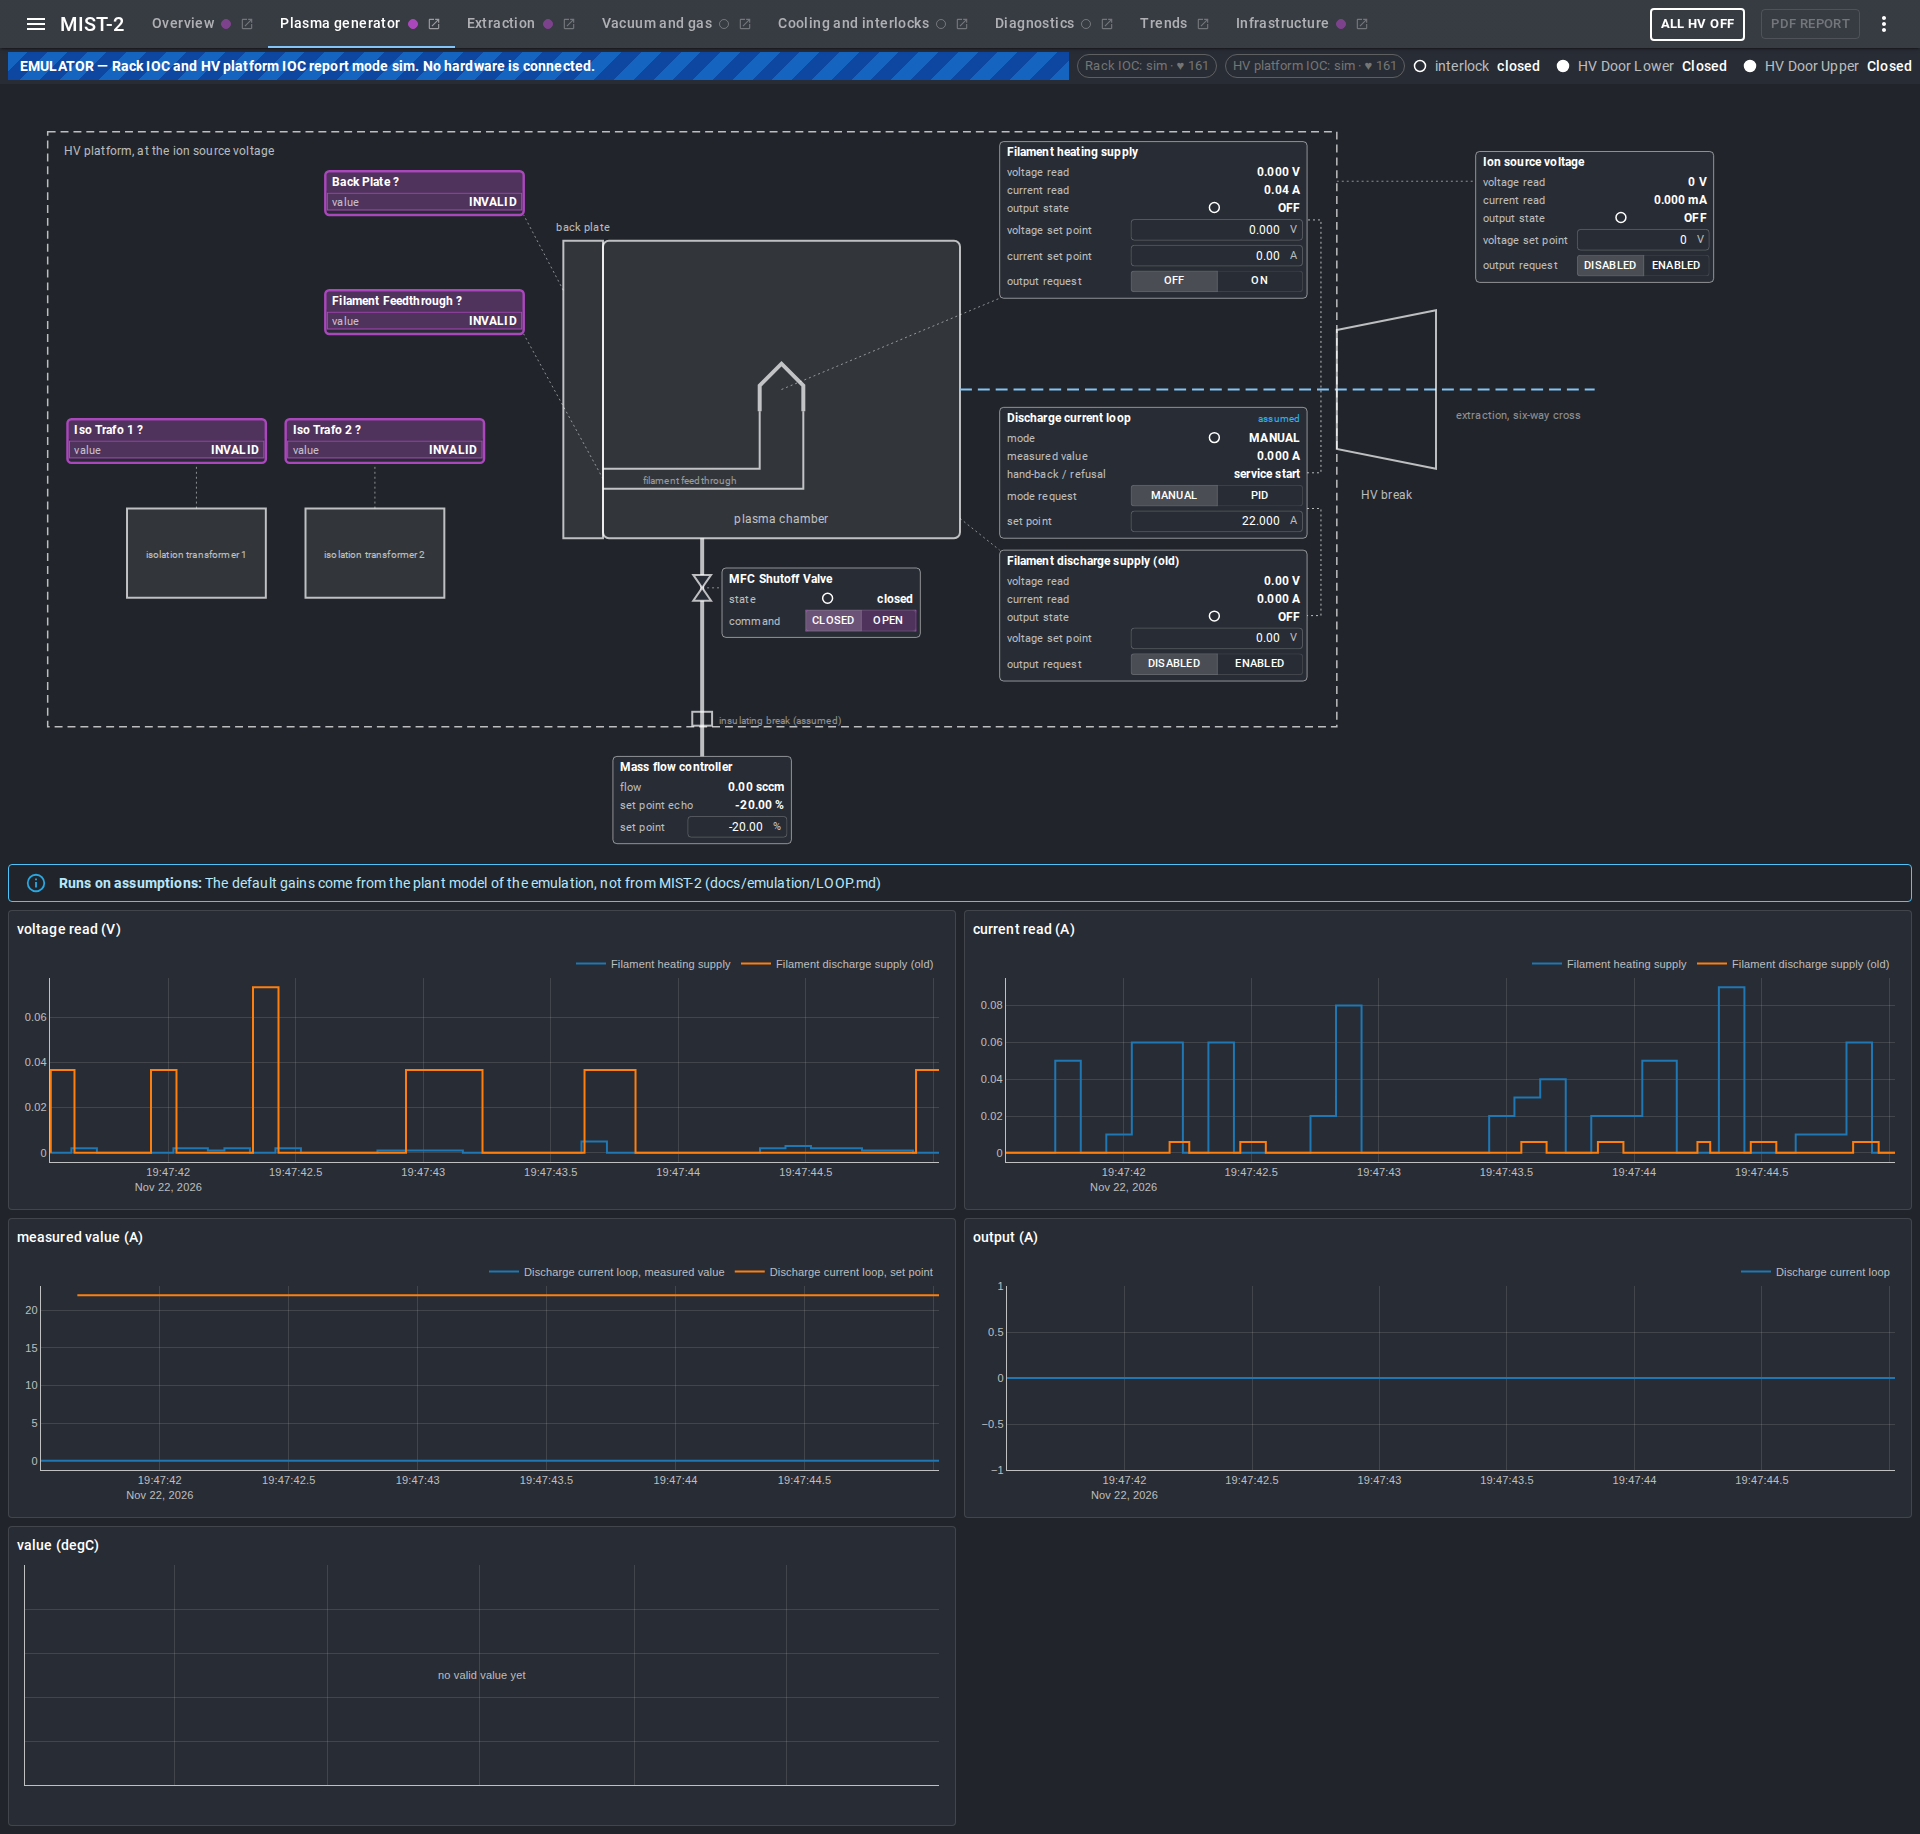 MIST-2
Overview
Plasma generator
Extraction
Vacuum and gas
Cooling and interlocks
Diagnostics
Trends
Infrastructure
ALL HV OFF
PDF REPORT
EMULATOR — Rack IOC and HV platform IOC report mode sim. No hardware is connected.
Rack IOC: sim · ♥ 161
HV platform IOC: sim · ♥ 161
interlock closed
HV Door Lower Closed
HV Door Upper Closed
HV platform, at the ion source voltage
Back Plate ?
value INVALID
back plate
Filament Feedthrough ?
value INVALID
Iso Trafo 1 ?
value INVALID
Iso Trafo 2 ?
value INVALID
isolation transformer 1
isolation transformer 2
filament feedthrough
plasma chamber
MFC Shutoff Valve
state closed
command CLOSED OPEN
insulating break (assumed)
Mass flow controller
flow 0.00 sccm
set point echo -20.00 %
set point -20.00 %
Filament heating supply
voltage read 0.000 V
current read 0.04 A
output state OFF
voltage set point 0.000 V
current set point 0.00 A
output request OFF ON
Discharge current loop assumed
mode MANUAL
measured value 0.000 A
hand-back / refusal service start
mode request MANUAL PID
set point 22.000 A
Filament discharge supply (old)
voltage read 0.00 V
current read 0.000 A
output state OFF
voltage set point 0.00 V
output request DISABLED ENABLED
Ion source voltage
voltage read 0 V
current read 0.000 mA
output state OFF
voltage set point 0 V
output request DISABLED ENABLED
extraction, six-way cross
HV break
Runs on assumptions: The default gains come from the plant model of the emulation, not from MIST-2 (docs/emulation/LOOP.md)
voltage read (V)
Filament heating supply
Filament discharge supply (old)
0.06
0.04
0.02
0
19:47:42 19:47:42.5 19:47:43 19:47:43.5 19:47:44 19:47:44.5
Nov 22, 2026
current read (A)
Filament heating supply
Filament discharge supply (old)
0.08
0.06
0.04
0.02
0
19:47:42 19:47:42.5 19:47:43 19:47:43.5 19:47:44 19:47:44.5
Nov 22, 2026
measured value (A)
Discharge current loop, measured value
Discharge current loop, set point
20
15
10
5
0
19:47:42 19:47:42.5 19:47:43 19:47:43.5 19:47:44 19:47:44.5
Nov 22, 2026
output (A)
Discharge current loop
1
0.5
0
−0.5
−1
19:47:42 19:47:42.5 19:47:43 19:47:43.5 19:47:44 19:47:44.5
Nov 22, 2026
value (degC)
no valid value yet